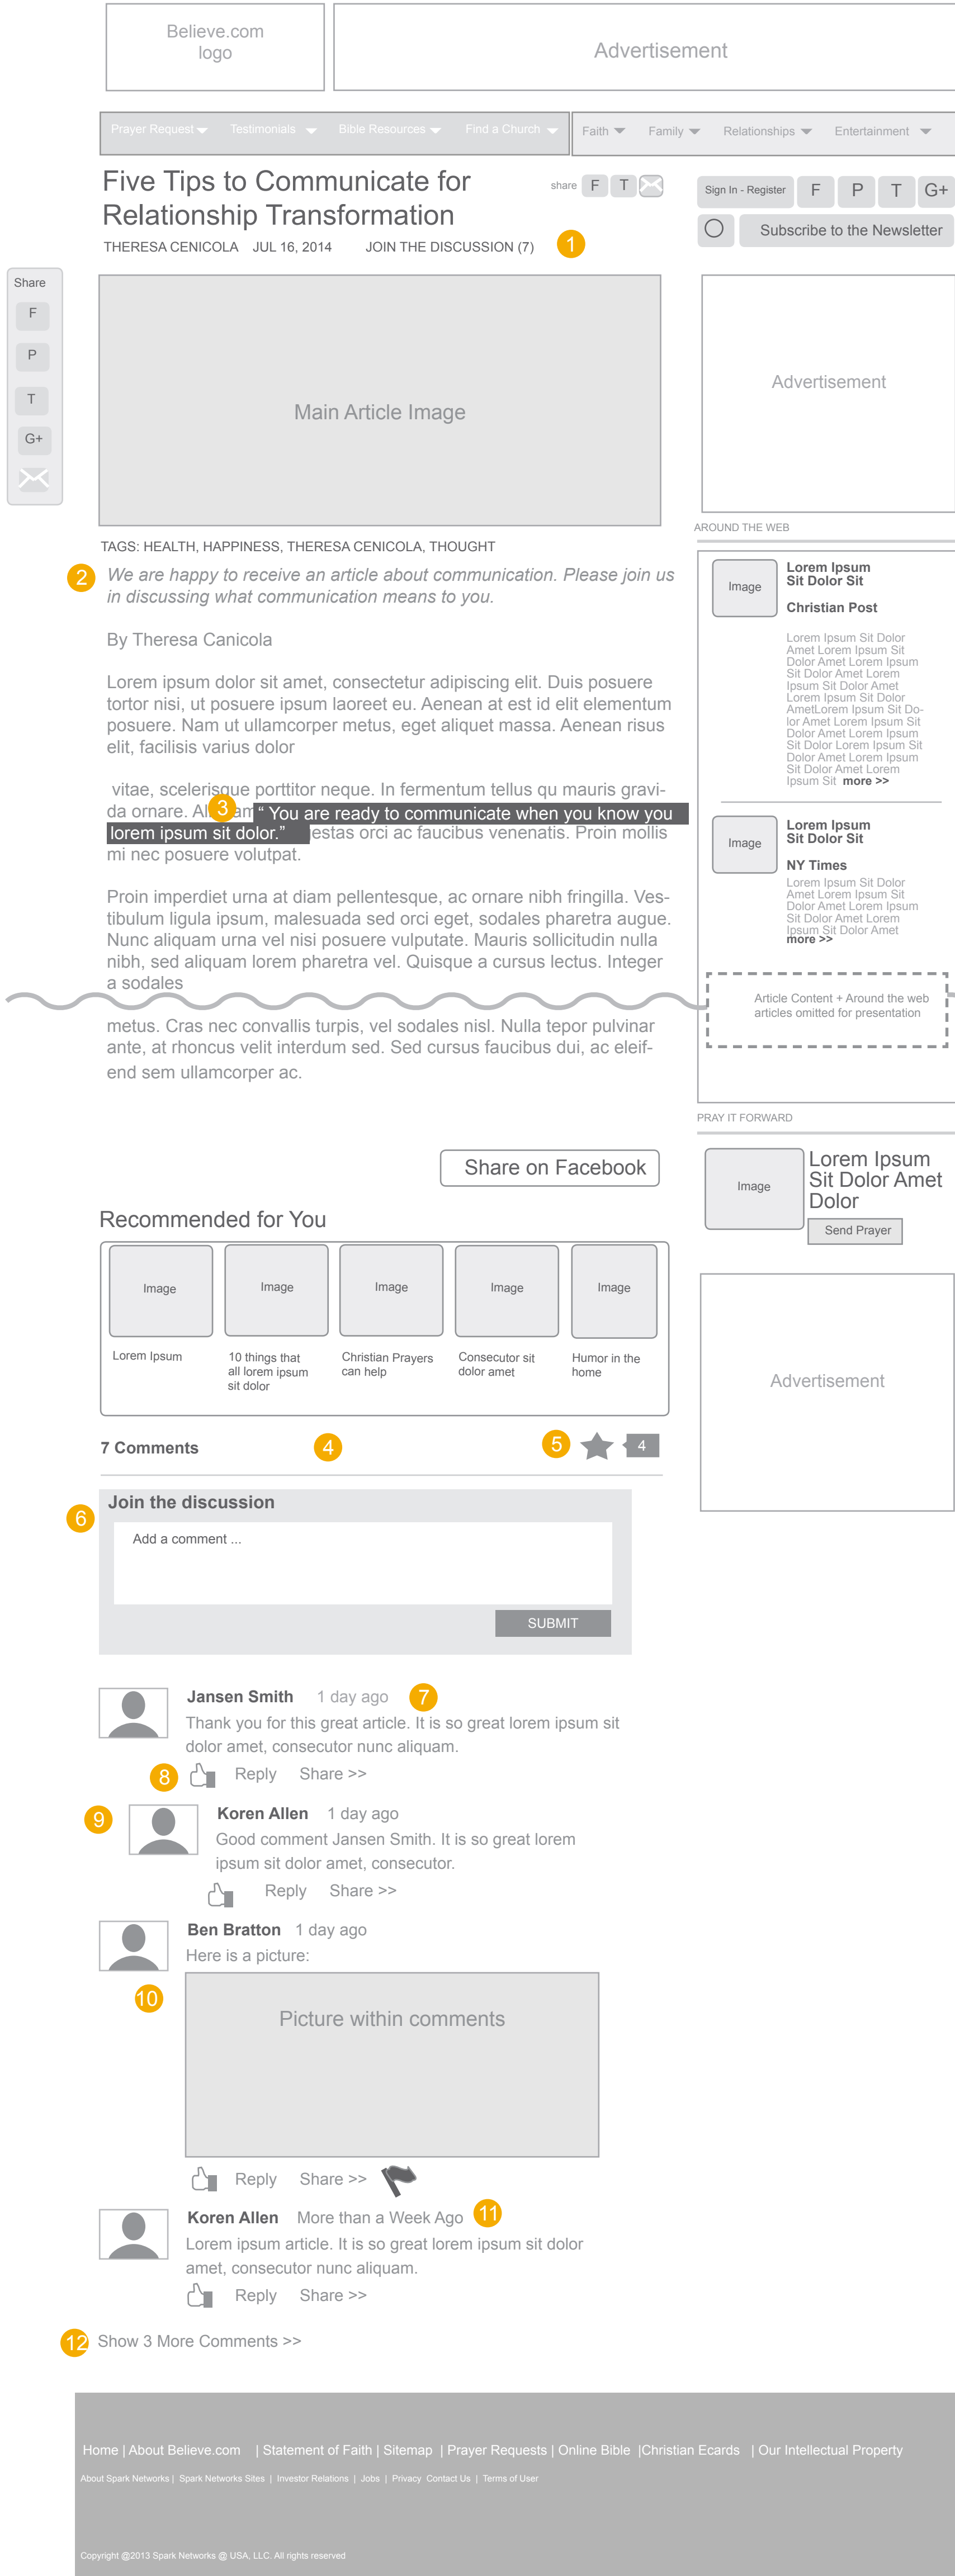 Believe.com
logo
Advertisement
Prayer Request Testimonials Bible Resources Find a Church Faith Family Relationships Entertainment
Five Tips to Communicate for
Relationship Transformation
share F T
THERESA CENICOLA JUL 16, 2014 JOIN THE DISCUSSION (7) 1
Sign In - Register F P T G+
Subscribe to the Newsletter
Share
F
P
T
G+
Main Article Image
Advertisement
TAGS: HEALTH, HAPPINESS, THERESA CENICOLA, THOUGHT
2 We are happy to receive an article about communication. Please join us
in discussing what communication means to you.
By Theresa Canicola
Lorem ipsum dolor sit amet, consectetur adipiscing elit. Duis posuere
tortor nisi, ut posuere ipsum laoreet eu. Aenean at est id elit elementum
posuere. Nam ut ullamcorper metus, eget aliquet massa. Aenean risus
elit, facilisis varius dolor
vitae, scelerisque porttitor neque. In fermentum tellus qu mauris gravi-
da ornare. 3 “ You are ready to communicate when you know you
lorem ipsum sit dolor.” estas orci ac faucibus venenatis. Proin mollis
mi nec posuere volutpat.
Proin imperdiet urna at diam pellentesque, ac ornare nibh fringilla. Ves-
tibulum ligula ipsum, malesuada sed orci eget, sodales pharetra augue.
Nunc aliquam urna vel nisi posuere vulputate. Mauris sollicitudin nulla
nibh, sed aliquam lorem pharetra vel. Quisque a cursus lectus. Integer
a sodales
metus. Cras nec convallis turpis, vel sodales nisl. Nulla tepor pulvinar
ante, at rhoncus velit interdum sed. Sed cursus faucibus dui, ac eleif-
end sem ullamcorper ac.
AROUND THE WEB
Image
Lorem Ipsum
Sit Dolor Sit
Christian Post
Lorem Ipsum Sit Dolor
Amet Lorem Ipsum Sit
Dolor Amet Lorem Ipsum
Sit Dolor Amet Lorem
Ipsum Sit Dolor Amet
Lorem Ipsum Sit Dolor
AmetLorem Ipsum Sit Do-
lor Amet Lorem Ipsum Sit
Dolor Amet Lorem Ipsum
Sit Dolor Lorem Ipsum Sit
Dolor Amet Lorem Ipsum
Sit Dolor Amet Lorem
Ipsum Sit more >>
Image
Lorem Ipsum
Sit Dolor Sit
NY Times
Lorem Ipsum Sit Dolor
Amet Lorem Ipsum Sit
Dolor Amet Lorem Ipsum
Sit Dolor Amet Lorem
Ipsum Sit Dolor Amet
more >>
Article Content + Around the web
articles omitted for presentation
PRAY IT FORWARD
Image
Lorem Ipsum
Sit Dolor Amet
Dolor
Send Prayer
Advertisement
Share on Facebook
Recommended for You
Image Image Image Image Image
Lorem Ipsum
10 things that
all lorem ipsum
sit dolor
Christian Prayers
can help
Consecutor sit
dolor amet
Humor in the
home
7 Comments 4 5 4
6 Join the discussion
Add a comment ...
SUBMIT
Jansen Smith 1 day ago 7
Thank you for this great article. It is so great lorem ipsum sit
dolor amet, consecutor nunc aliquam.
8 Reply Share >>
9 Koren Allen 1 day ago
Good comment Jansen Smith. It is so great lorem
ipsum sit dolor amet, consecutor.
Reply Share >>
Ben Bratton 1 day ago
Here is a picture:
10
Picture within comments
Reply Share >>
Koren Allen More than a Week Ago 11
Lorem ipsum article. It is so great lorem ipsum sit dolor
amet, consecutor nunc aliquam.
Reply Share >>
12 Show 3 More Comments >>
Home | About Believe.com | Statement of Faith | Sitemap | Prayer Requests | Online Bible |Christian Ecards | Our Intellectual Property
About Spark Networks | Spark Networks Sites | Investor Relations | Jobs | Privacy Contact Us | Terms of User
Copyright @2013 Spark Networks @ USA, LLC. All rights reserved